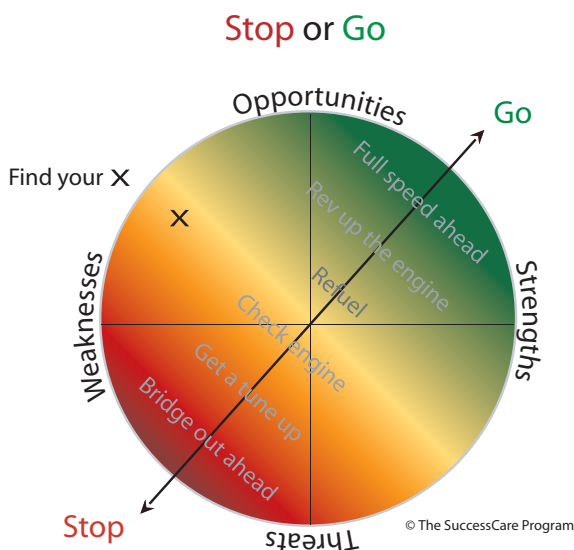 Stop or Go
Opportunities
Go
Find your X
X
Full speed ahead
Rev up the engine
Refuel
Weaknesses
Strengths
Check engine
Get a tune up
Bridge out ahead
Stop
Threats
© The SuccessCare Program